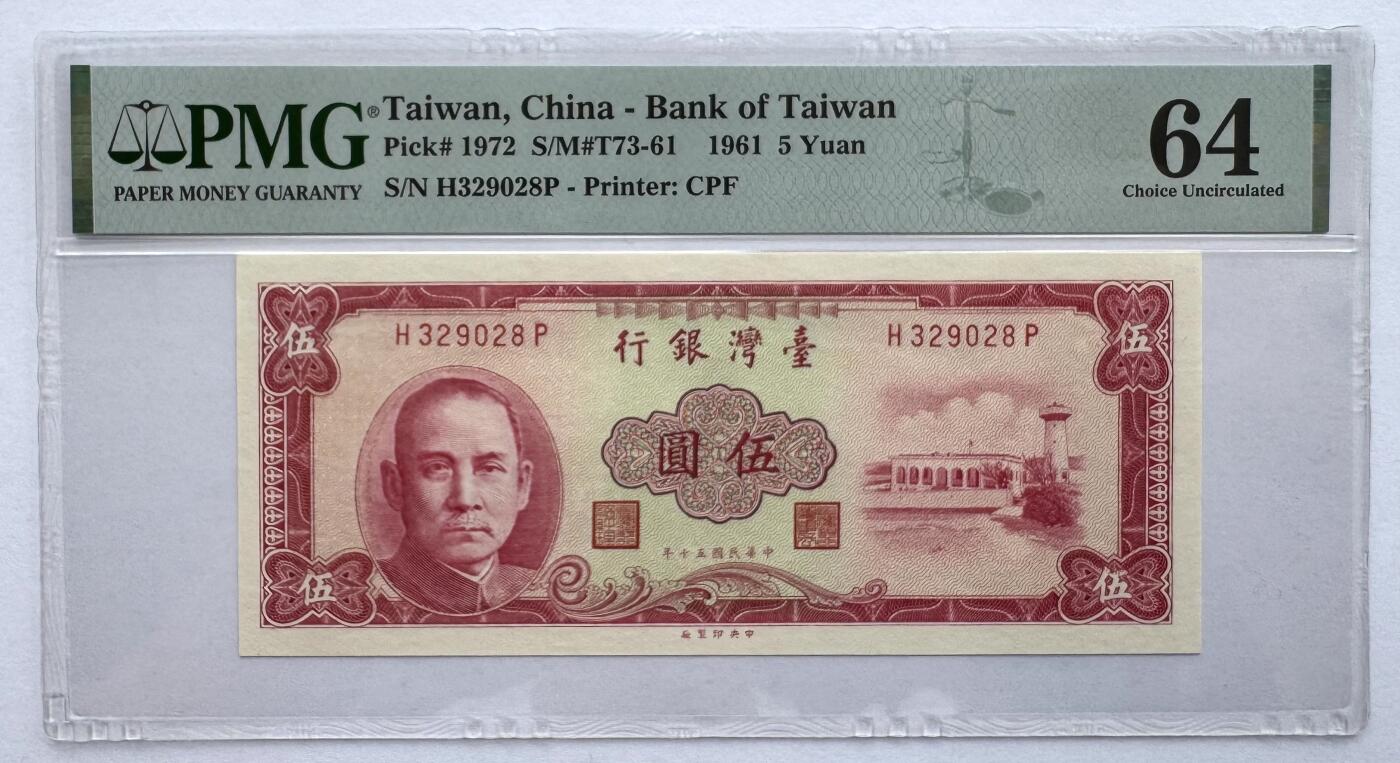 PMG®
PAPER MONEY GUARANTY
Taiwan, China - Bank of Taiwan
Pick# 1972 S/M#T73-61 1961 5 Yuan
S/N H329028P - Printer: CPF
64
Choice Uncirculated
H329028P
行銀灣臺
H329028P
伍
伍
圓伍
年十五國民華中
伍
伍
廠製印央中